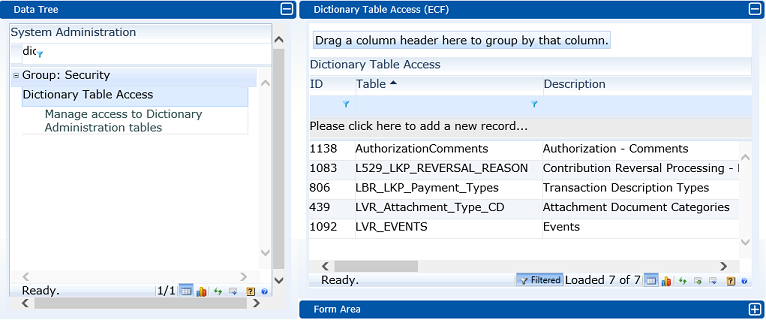 Data Tree
System Administration
dic
Group: Security
Dictionary Table Access
Manage access to Dictionary
Administration tables
Ready.
1/1
Dictionary Table Access (ECF)
Drag a column header here to group by that column.
Dictionary Table Access
ID Table Description
Please click here to add a new record...
1138 AuthorizationComments Authorization - Comments
1083 L529_LKP_REVERSAL_REASON Contribution Reversal Processing -
806 LBR_LKP_Payment_Types Transaction Description Types
439 LVR_Attachment_Type_CD Attachment Document Categories
1092 LVR_EVENTS Events
Ready. Filtered Loaded 7 of 7
Form Area